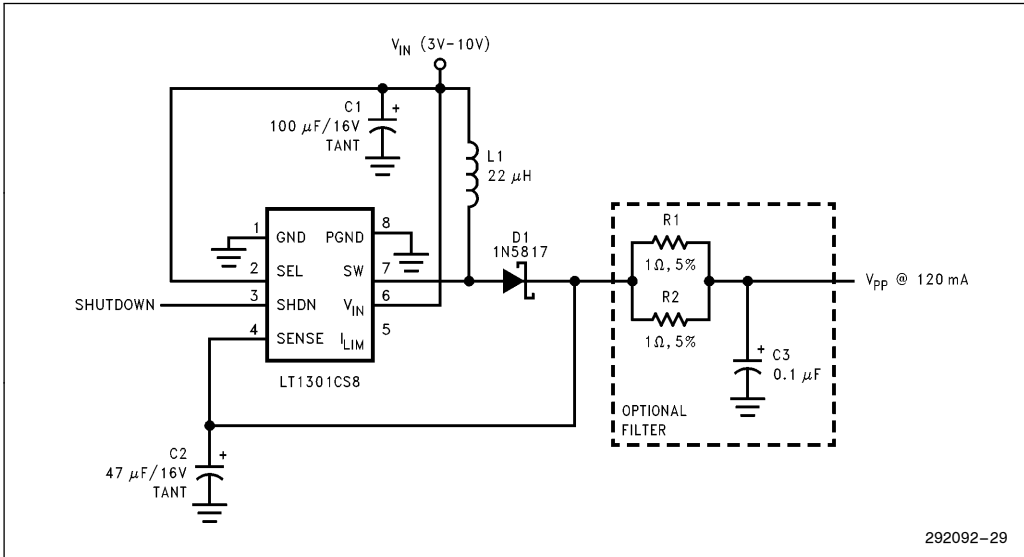 V_IN (3V-10V)
C1
+
100 μF/16V
TANT
L1
22 μH
1
GND
PGND
8
2
SEL
SW
7
SHUTDOWN
3
SHDN
V_IN
6
4
SENSE
I_LIM
5
LT1301CS8
D1
1N5817
R1
1Ω, 5%
R2
1Ω, 5%
V_PP @ 120 mA
+
C3
0.1 μF
OPTIONAL
FILTER
C2
+
47 μF/16V
TANT
292092-29